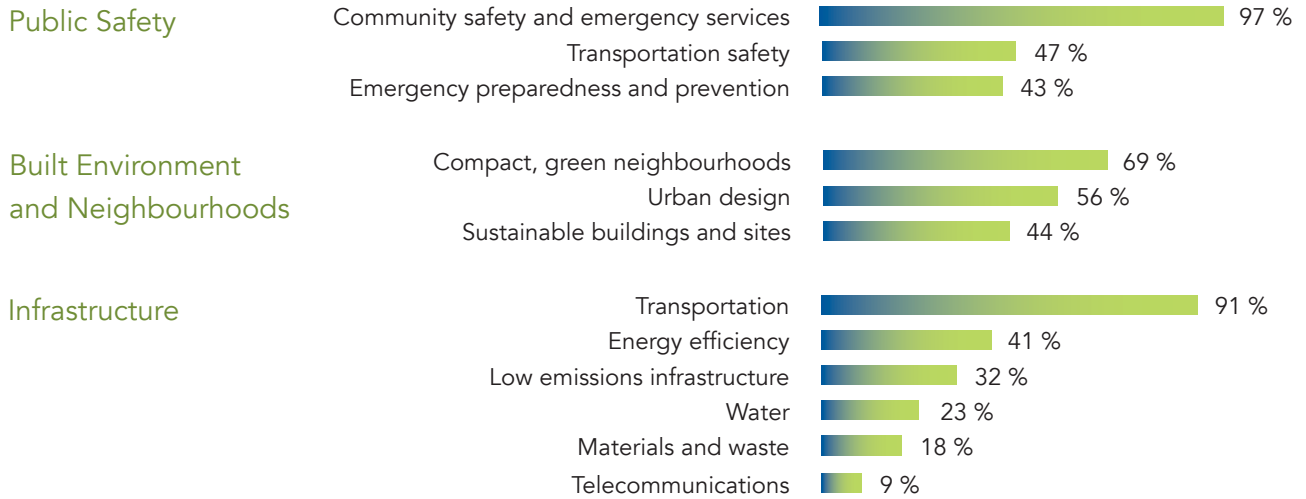 Public Safety
Community safety and emergency services 97 %
Transportation safety 47 %
Emergency preparedness and prevention 43 %
Built Environment
and Neighbourhoods
Compact, green neighbourhoods 69 %
Urban design 56 %
Sustainable buildings and sites 44 %
Infrastructure
Transportation 91 %
Energy efficiency 41 %
Low emissions infrastructure 32 %
Water 23 %
Materials and waste 18 %
Telecommunications 9 %